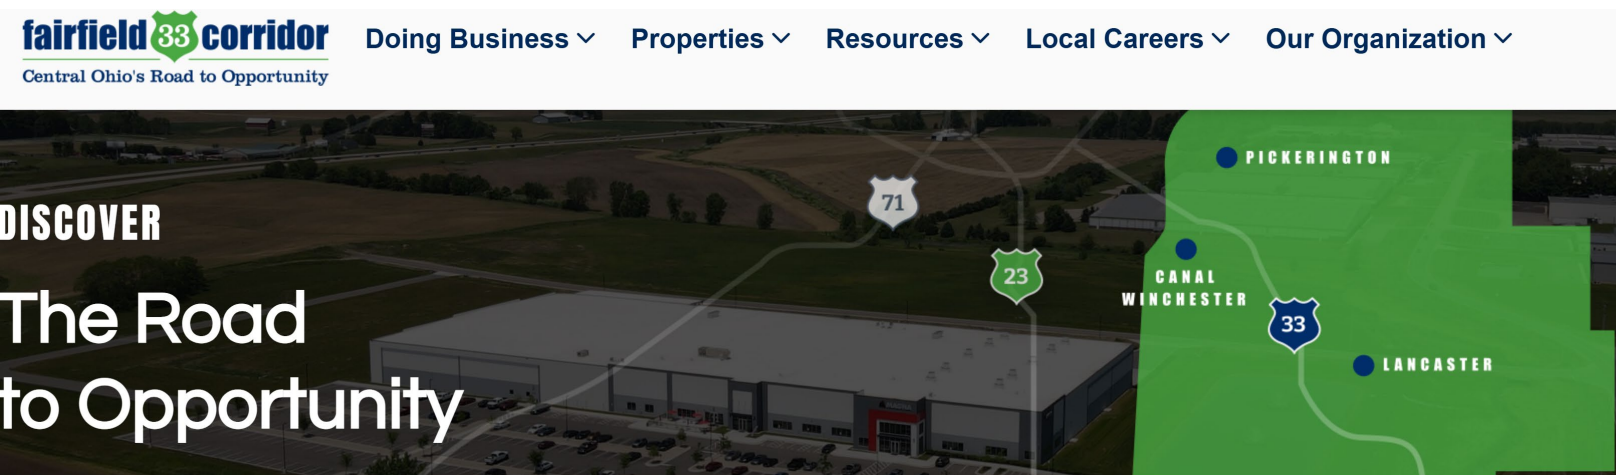 fairfield 33 corridor
Central Ohio's Road to Opportunity
Doing Business
Properties
Resources
Local Careers
Our Organization
DISCOVER
The Road
to Opportunity
71
23
33
PICKERINGTON
CANAL
WINCHESTER
LANCASTER